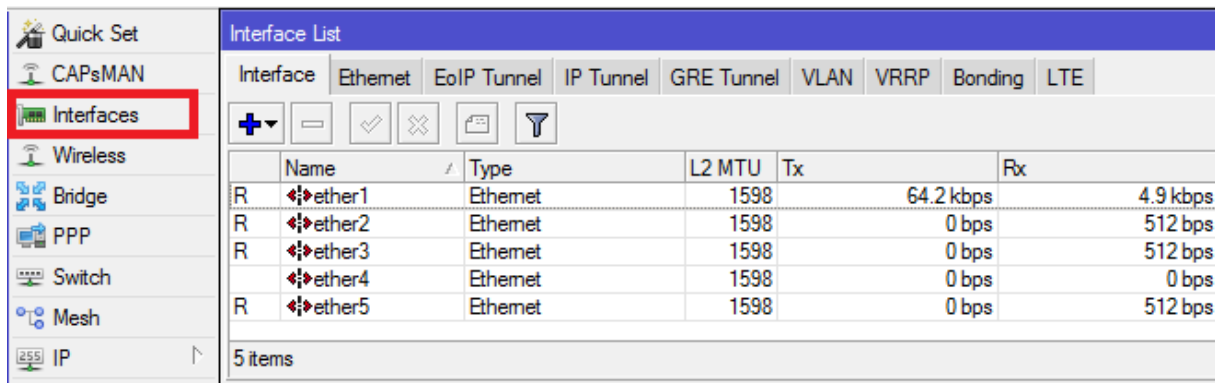 Quick Set
CAPsMAN
Interfaces
Wireless
Bridge
PPP
Switch
Mesh
255 IP
Interface List
Interface Ethernet EoIP Tunnel IP Tunnel GRE Tunnel VLAN VRRP Bonding LTE
Name Type L2 MTU Tx Rx
R ether1 Ethernet 1598 64.2 kbps 4.9 kbps
R ether2 Ethernet 1598 0 bps 512 bps
R ether3 Ethernet 1598 0 bps 512 bps
ether4 Ethernet 1598 0 bps 0 bps
R ether5 Ethernet 1598 0 bps 512 bps
5 items